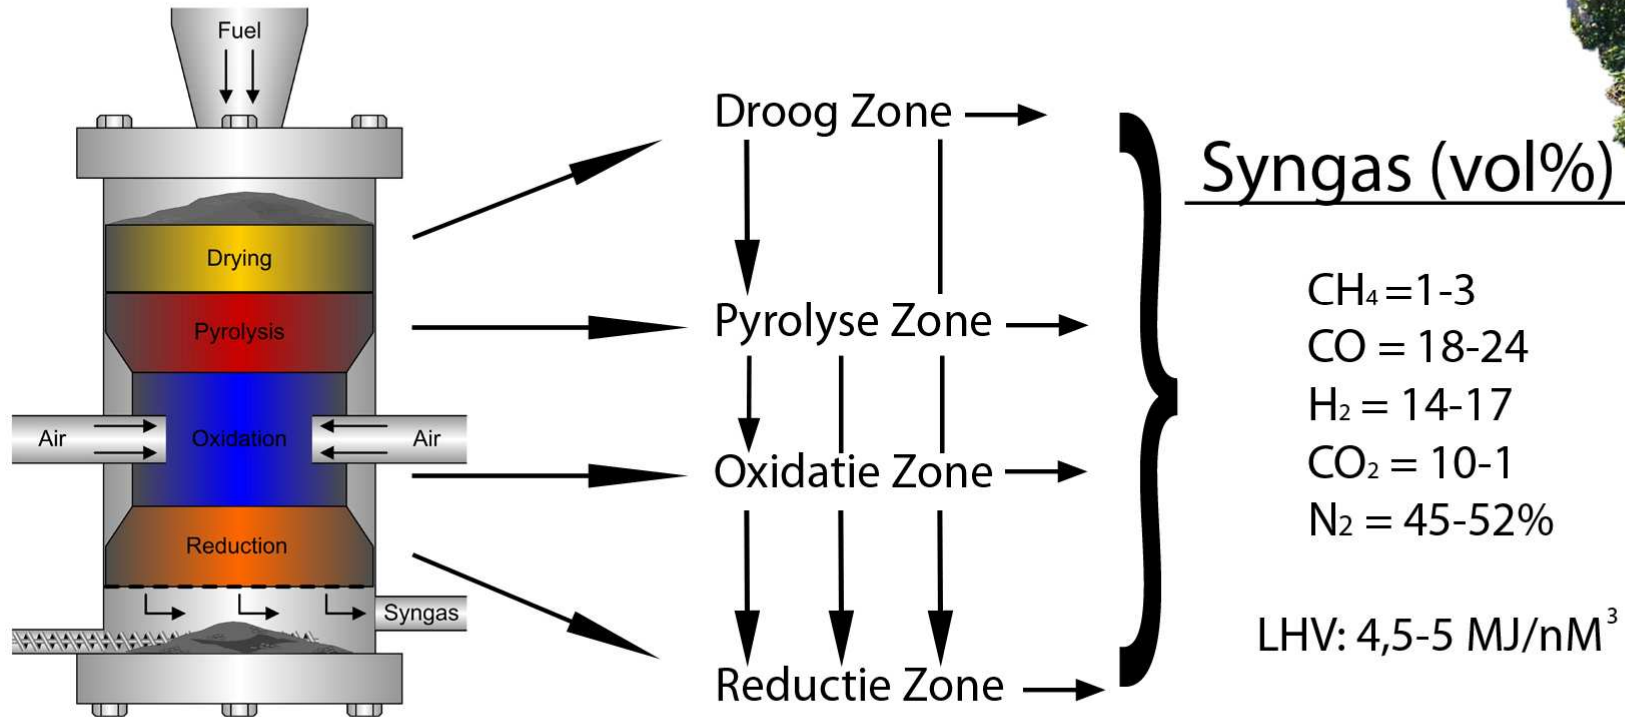 Fuel
Drying
Pyrolysis
Air
Oxidation
Air
Reduction
Syngas
Droog Zone
Pyrolyse Zone
Oxidatie Zone
Reductie Zone
Syngas (vol%)
CH₄ =1-3
CO = 18-24
H₂ = 14-17
CO₂ = 10-1
N₂ = 45-52%
LHV: 4,5-5 MJ/nM³